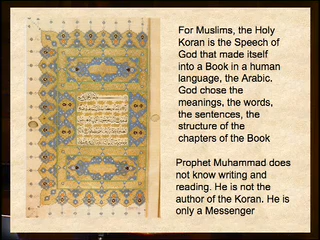 For Muslims, the Holy
Koran is the Speech of
God that made itself
into a Book in a human
language, the Arabic.
God chose the
meanings, the words,
the sentences, the
structure of the
chapters of the Book
Prophet Muhammad does
not know writing and
reading. He is not the
author of the Koran. He is
only a Messenger